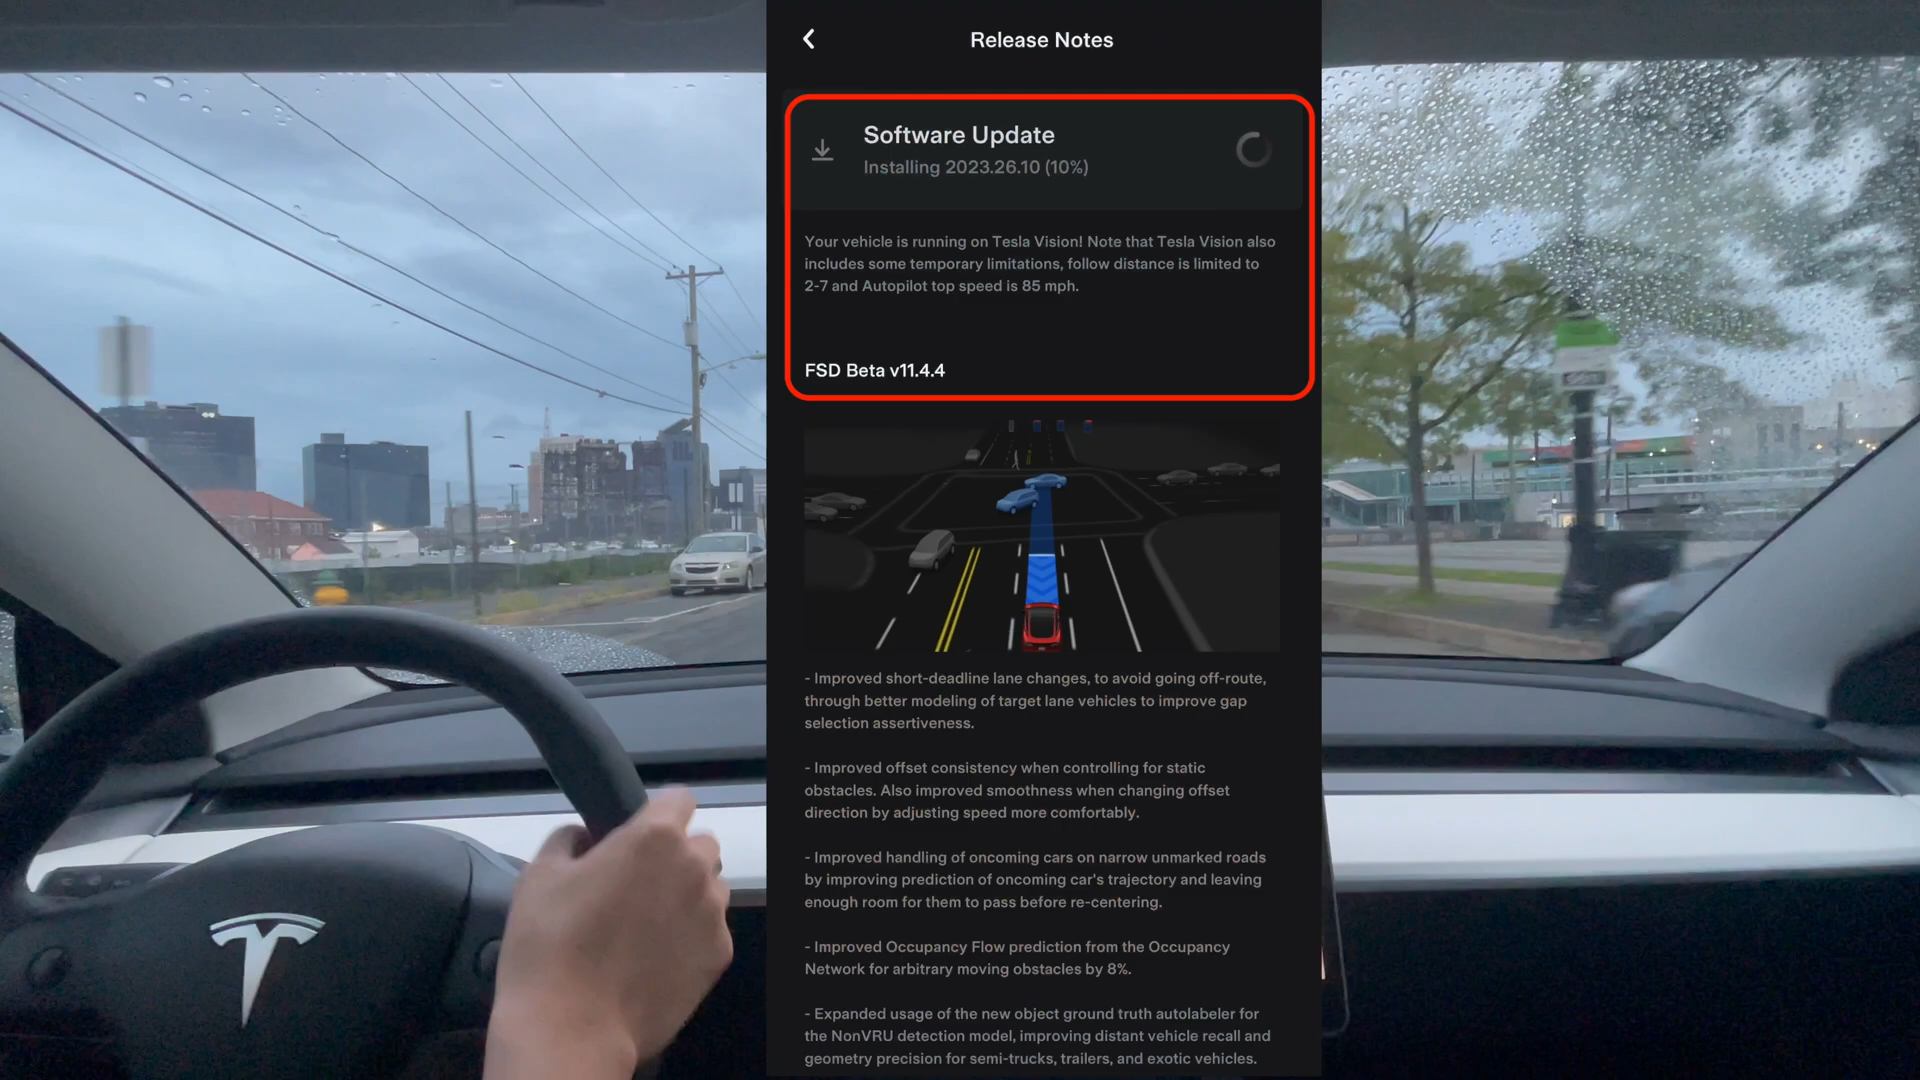 Release Notes
Software Update
Installing 2023.26.10 (10%)
Your vehicle is running on Tesla Vision! Note that Tesla Vision also
includes some temporary limitations, follow distance is limited to
2-7 and Autopilot top speed is 85 mph.
FSD Beta v11.4.4
- Improved short-deadline lane changes, to avoid going off-route,
through better modeling of target lane vehicles to improve gap
selection assertiveness.
- Improved offset consistency when controlling for static
obstacles. Also improved smoothness when changing offset
direction by adjusting speed more comfortably.
- Improved handling of oncoming cars on narrow unmarked roads
by improving prediction of oncoming car's trajectory and leaving
enough room for them to pass before re-centering.
- Improved Occupancy Flow prediction from the Occupancy
Network for arbitrary moving obstacles by 8%.
- Expanded usage of the new object ground truth autolabeler for
the NonVRU detection model, improving distant vehicle recall and
geometry precision for semi-trucks, trailers, and exotic vehicles.